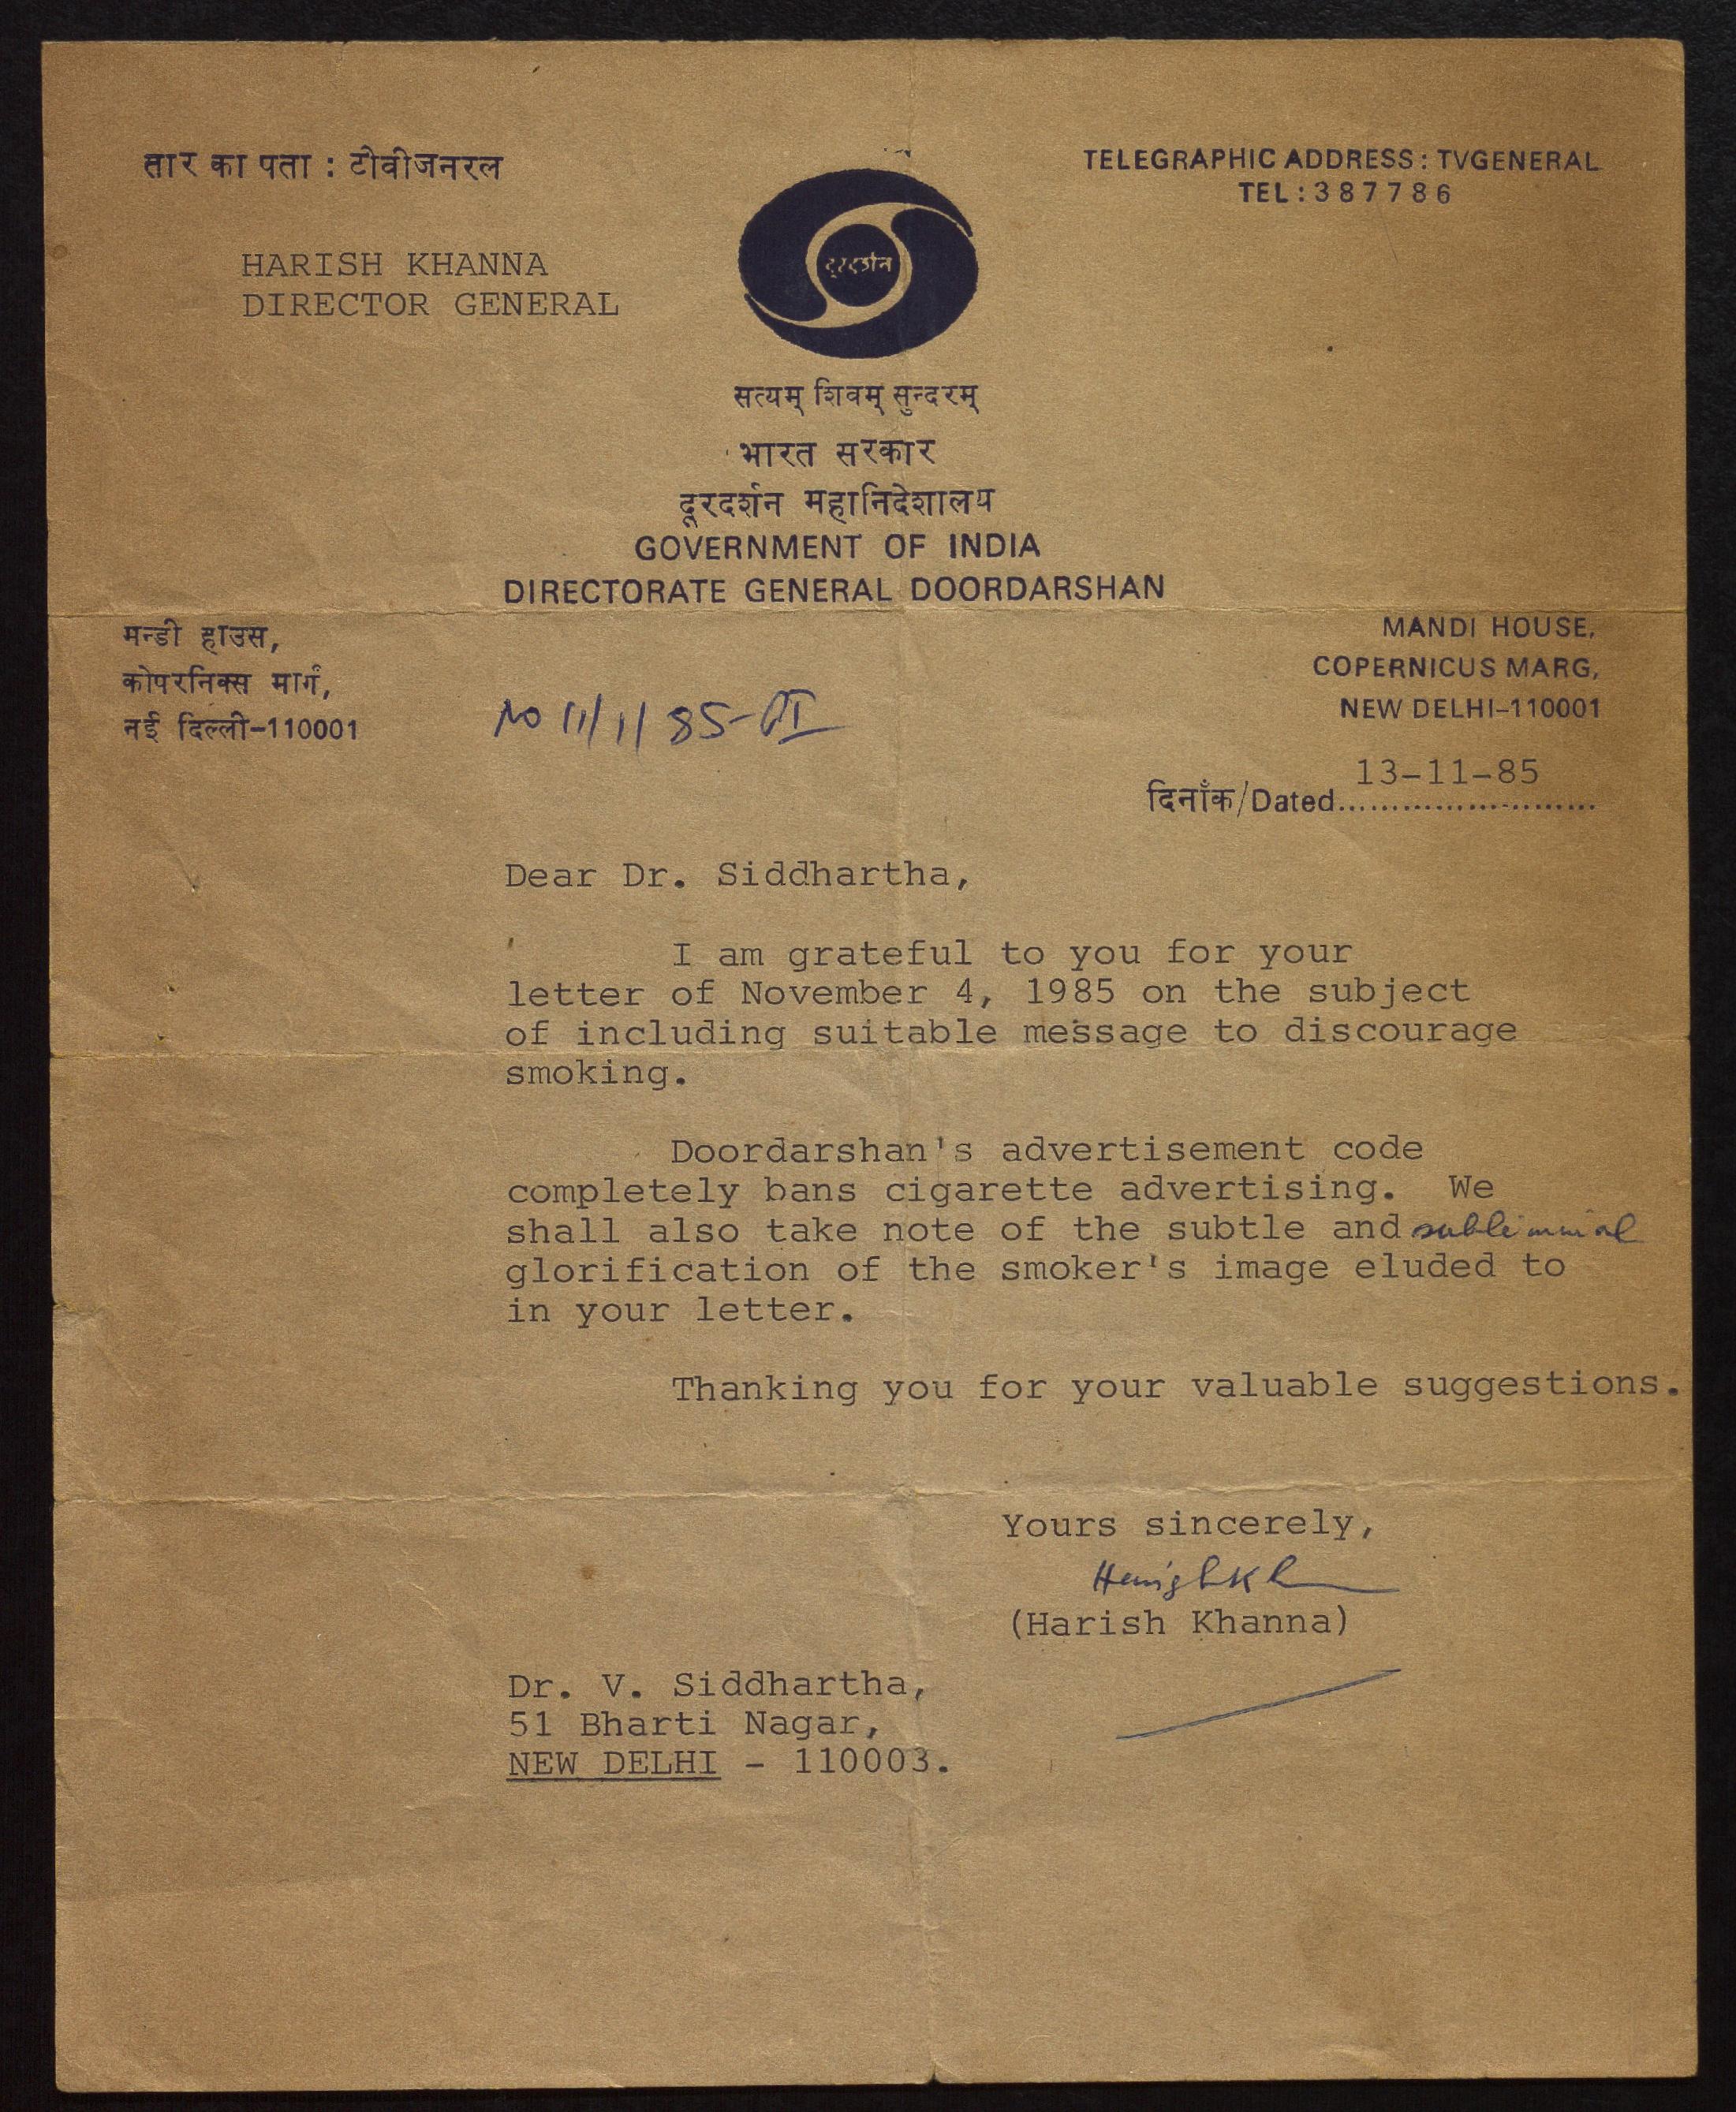 तार का पता : टीवीजनरल
TELEGRAPHIC ADDRESS : TVGENERAL
TEL : 387786
HARISH KHANNA
DIRECTOR GENERAL
दूरदर्शन
सत्यम् शिवम् सुन्दरम्
भारत सरकार
दूरदर्शन महानिदेशालय
GOVERNMENT OF INDIA
DIRECTORATE GENERAL DOORDARSHAN
मन्डी हाउस,
कोपरनिक्स मार्ग,
नई दिल्ली-110001
MANDI HOUSE,
COPERNICUS MARG,
NEW DELHI-110001
No 11/1/85-
13-11-85
दिनाँक/Dated........................
Dear Dr. Siddhartha,
I am grateful to you for your
letter of November 4, 1985 on the subject
of including suitable message to discourage
smoking.
Doordarshan's advertisement code
completely bans cigarette advertising. We
shall also take note of the subtle and subliminal
glorification of the smoker's image eluded to
in your letter.
Thanking you for your valuable suggestions.
Yours sincerely,
Harish Kh
(Harish Khanna)
Dr. V. Siddhartha,
51 Bharti Nagar,
NEW DELHI - 110003.